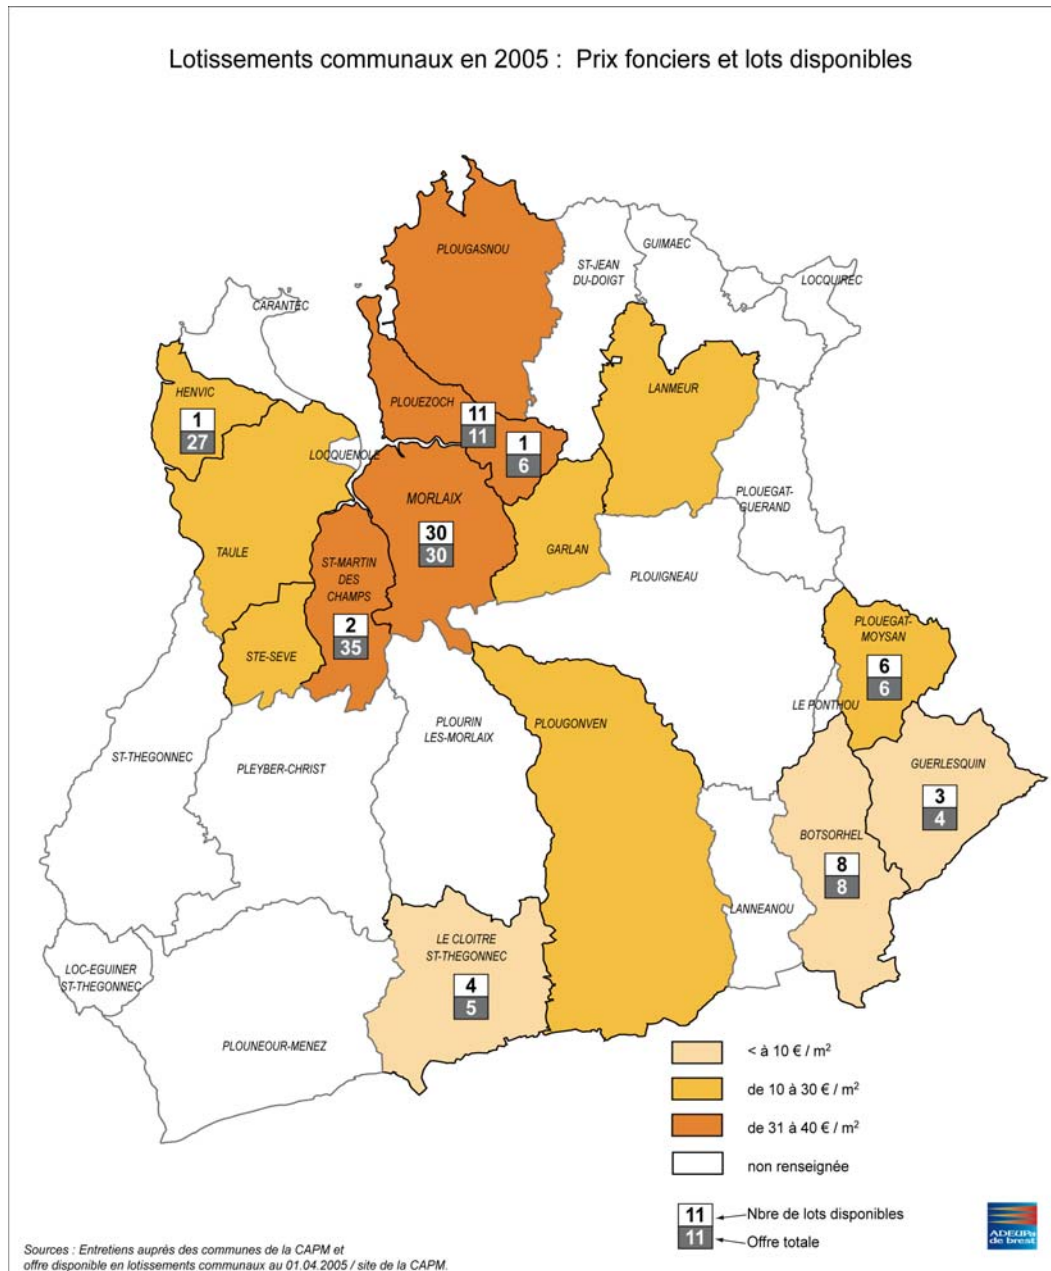 Lotissements communaux en 2005 : Prix fonciers et lots disponibles
PLOUGASNOU
GUIMAEC
ST-JEAN
DU-DOIGT
LOCQUIREC
CARANTEC
HENVIC
1
27
PLOUEZOCH
11
11
1
6
LANMEUR
LOCQUENOLE
MORLAIX
30
30
PLOUEGAT-
GUERAND
TAULE
ST-MARTIN
DES
CHAMPS
2
35
GARLAN
PLOUIGNEAU
STE-SEVE
PLOUEGAT-
MOYSAN
6
6
LE PONTHOU
ST-THEGONNEC
PLEYBER-CHRIST
PLOURIN
LES-MORLAIX
PLOUGONVEN
GUERLESQUIN
3
4
BOTSORHEL
8
8
LANNEANOU
LE CLOITRE
ST-THEGONNEC
4
5
LOC-EGUINER
ST-THEGONNEC
PLOUNEOUR-MENEZ
< à 10 € / m²
de 10 à 30 € / m²
de 31 à 40 € / m²
non renseignée
11
11
Nbre de lots disponibles
Offre totale
ADEUPa
de brest
Sources : Entretiens auprés des communes de la CAPM et
offre disponible en lotissements communaux au 01.04.2005 / site de la CAPM.